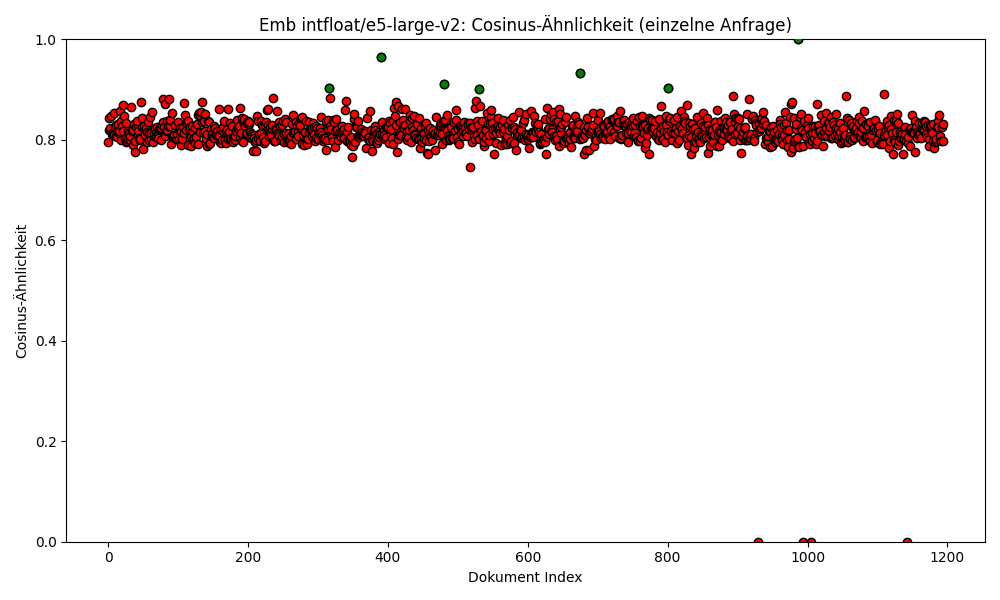 Emb intfloat/e5-large-v2: Cosinus-Ähnlichkeit (einzelne Anfrage)
1.0
0.8
0.6
0.4
0.2
0.0
Cosinus-Ähnlichkeit
0 200 400 600 800 1000 1200
Dokument Index